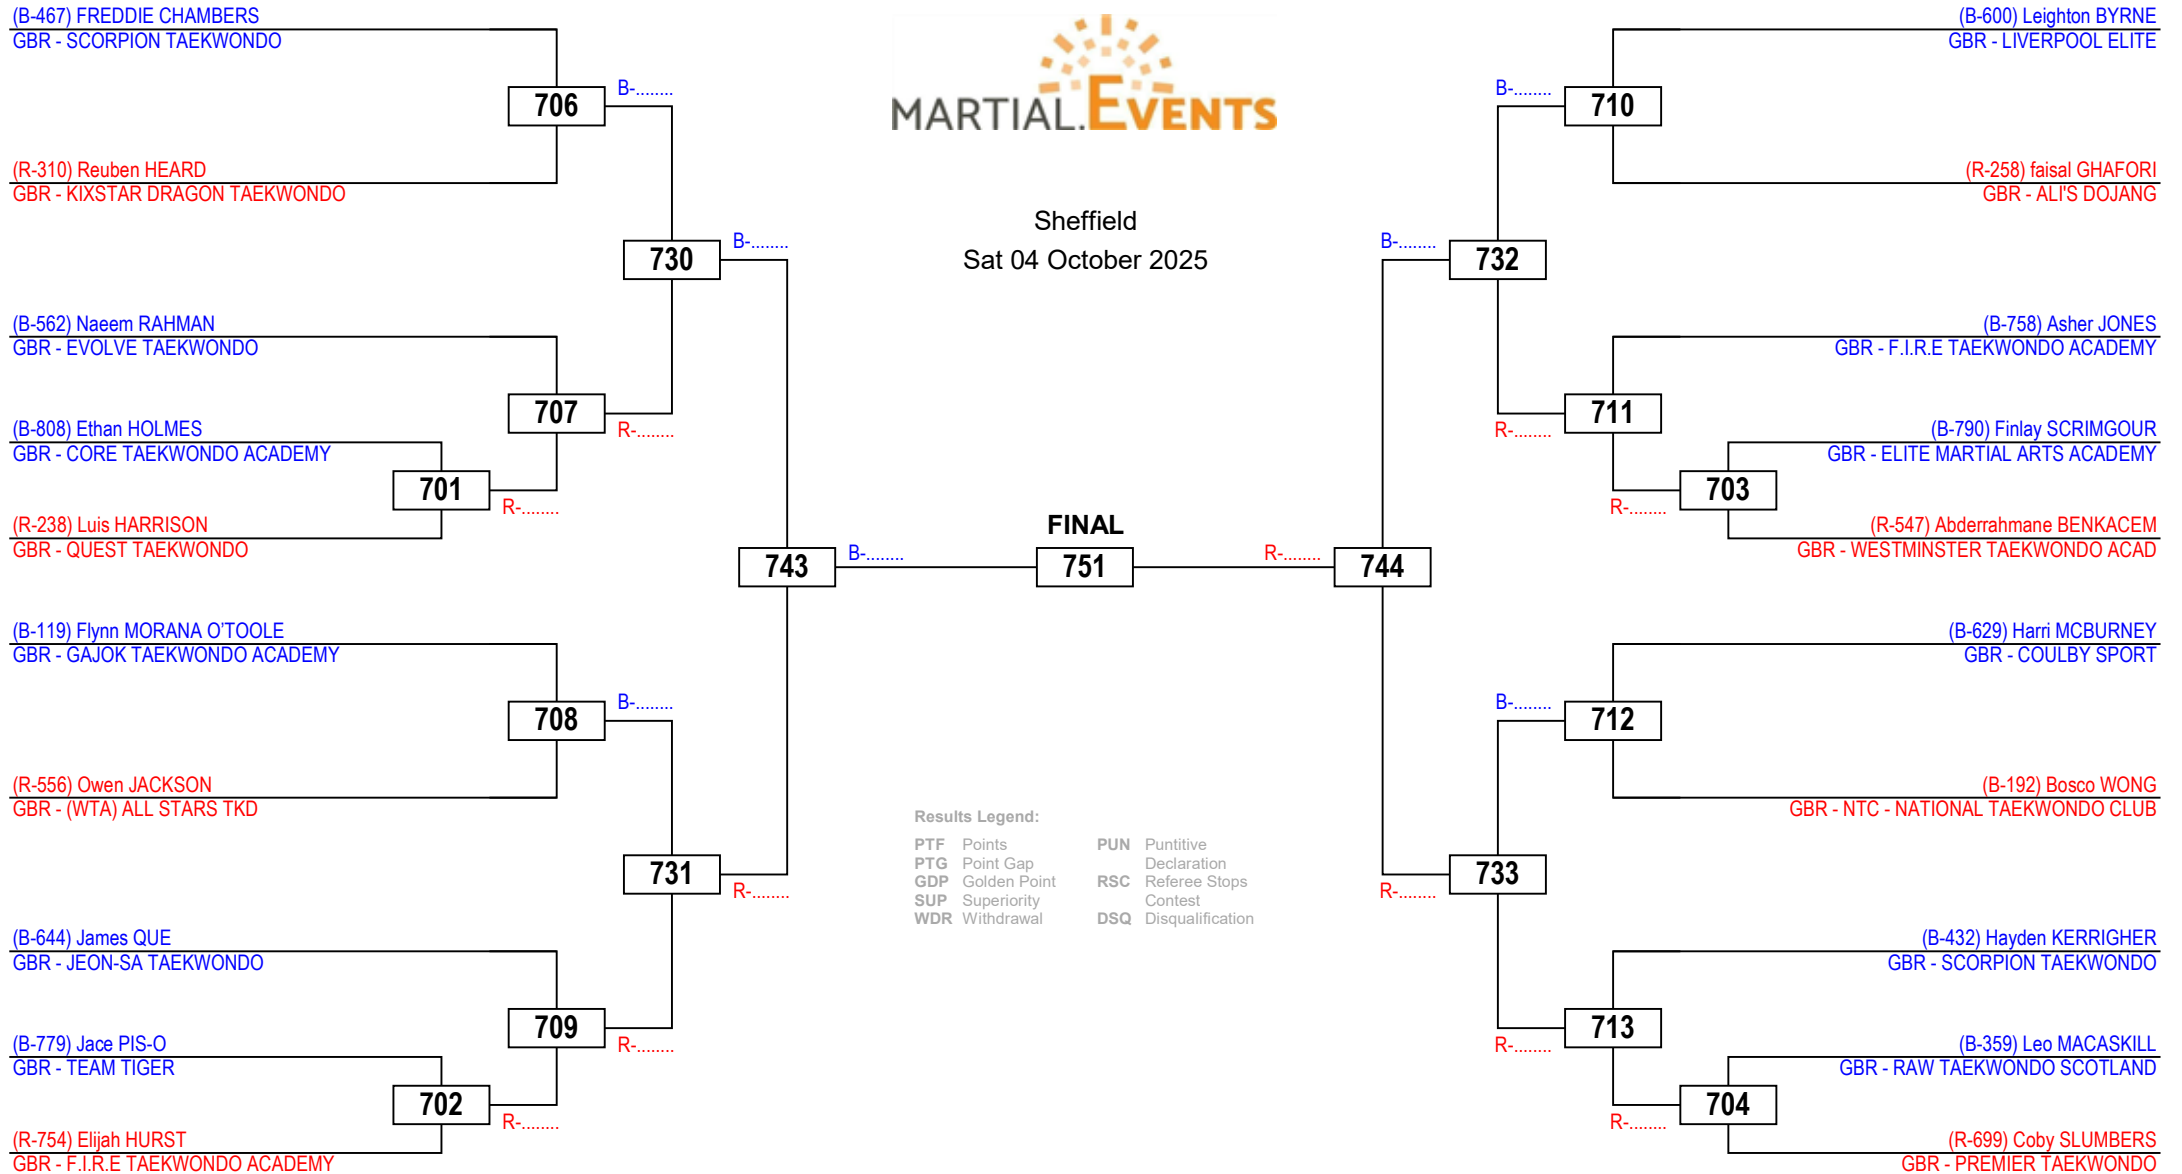 (B-467) FREDDIE CHAMBERS
GBR - SCORPION TAEKWONDO
706
B-........
(R-310) Reuben HEARD
GBR - KIXSTAR DRAGON TAEKWONDO
730
B-........
(B-562) Naeem RAHMAN
GBR - EVOLVE TAEKWONDO
707
R-........
(B-808) Ethan HOLMES
GBR - CORE TAEKWONDO ACADEMY
701
R-........
(R-238) Luis HARRISON
GBR - QUEST TAEKWONDO
743
B-........
(B-119) Flynn MORANA O'TOOLE
GBR - GAJOK TAEKWONDO ACADEMY
708
B-........
(R-556) Owen JACKSON
GBR - (WTA) ALL STARS TKD
731
R-........
(B-644) James QUE
GBR - JEON-SA TAEKWONDO
709
R-........
(B-779) Jace PIS-O
GBR - TEAM TIGER
702
R-........
(R-754) Elijah HURST
GBR - F.I.R.E TAEKWONDO ACADEMY
MARTIAL.EVENTS
Sheffield
Sat 04 October 2025
FINAL
751
Results Legend:
PTF Points
PTG Point Gap
GDP Golden Point
SUP Superiority
WDR Withdrawal
PUN Puntitive
Declaration
RSC Referee Stops
Contest
DSQ Disqualification
(B-600) Leighton BYRNE
GBR - LIVERPOOL ELITE
B-........
710
(R-258) faisal GHAFORI
GBR - ALI'S DOJANG
B-........
732
(B-758) Asher JONES
GBR - F.I.R.E TAEKWONDO ACADEMY
711
R-........
(B-790) Finlay SCRIMGOUR
GBR - ELITE MARTIAL ARTS ACADEMY
703
R-........
(R-547) Abderrahmane BENKACEM
GBR - WESTMINSTER TAEKWONDO ACAD
R-........
744
(B-629) Harri MCBURNEY
GBR - COULBY SPORT
B-........
712
(B-192) Bosco WONG
GBR - NTC - NATIONAL TAEKWONDO CLUB
733
R-........
(B-432) Hayden KERRIGHER
GBR - SCORPION TAEKWONDO
713
R-........
(B-359) Leo MACASKILL
GBR - RAW TAEKWONDO SCOTLAND
704
R-........
(R-699) Coby SLUMBERS
GBR - PREMIER TAEKWONDO